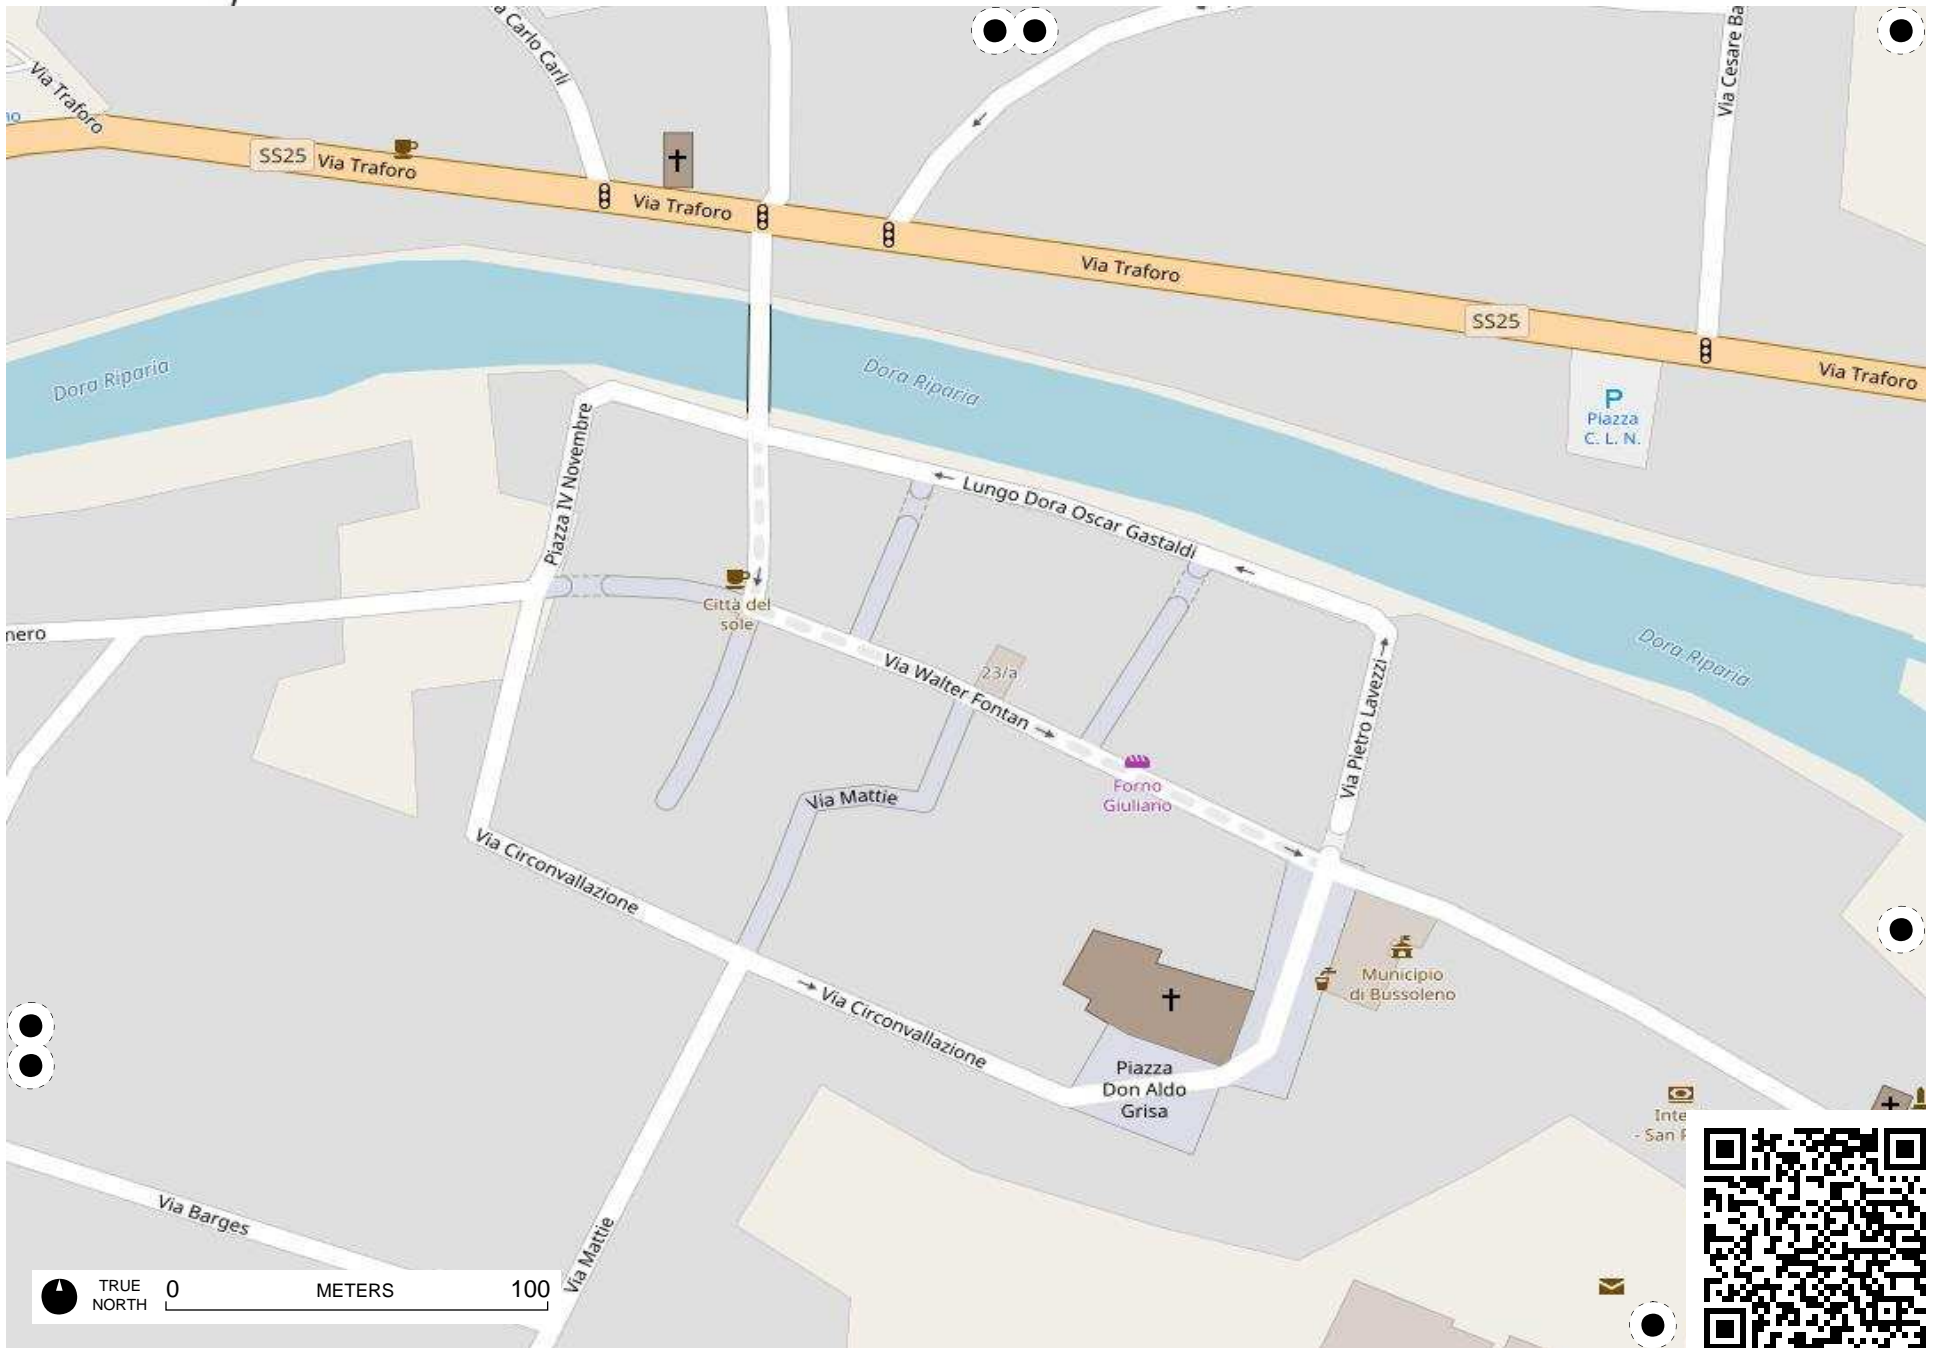 Carlo Carli
Via Cesare Ba
Via Traforo
SS25
Via Traforo
Via Traforo
Via Traforo
SS25
Via Traforo
Dora Riparia
Dora Riparia
P
Piazza
C. L. N.
Piazza IV Novembre
Lungo Dora Oscar Gastaldi
Città del
sole
nero
Via Walter Fontan
23/a
Dora Riparia
Via Pietro Lavezzi
Forno
Giuliano
Via Mattie
Via Circonvallazione
Municipio
di Bussoleno
Via Circonvallazione
Piazza
Don Aldo
Grisa
Inte
- San
Via Barges
Via Mattie
TRUE
NORTH
0 METERS 100